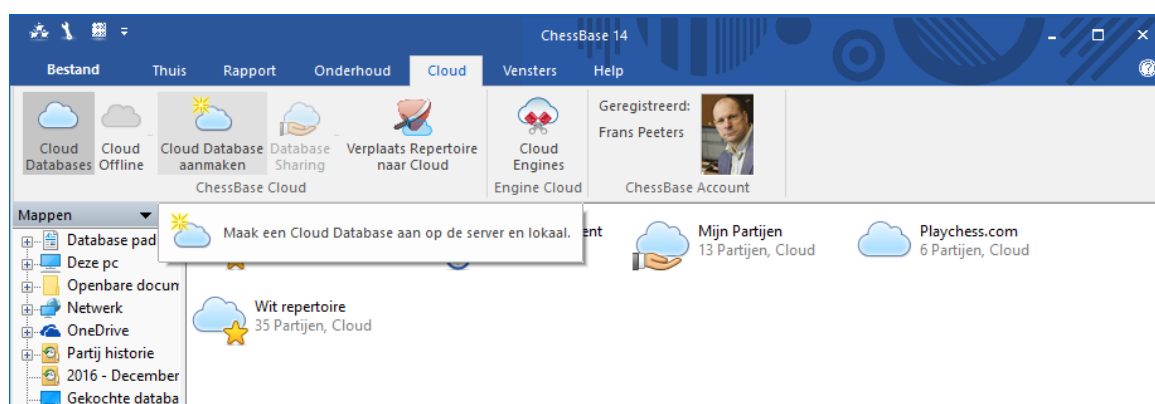 ChessBase 14
Bestand Thuis Rapport Onderhoud Cloud Vensters Help
Cloud Databases
Cloud Offline
Cloud Database aanmaken
Database Sharing
Verplaats Repertoire naar Cloud
ChessBase Cloud
Cloud Engines
Engine Cloud
Geregistreerd:
Frans Peeters
ChessBase Account
Mappen
Maak een Cloud Database aan op de server en lokaal.
Mijn Partijen
13 Partijen, Cloud
Playchess.com
6 Partijen, Cloud
Wit repertoire
35 Partijen, Cloud
Database pad
Deze pc
Openbare docum
Netwerk
OneDrive
Partij historie
2016 - December
Gekochte databa